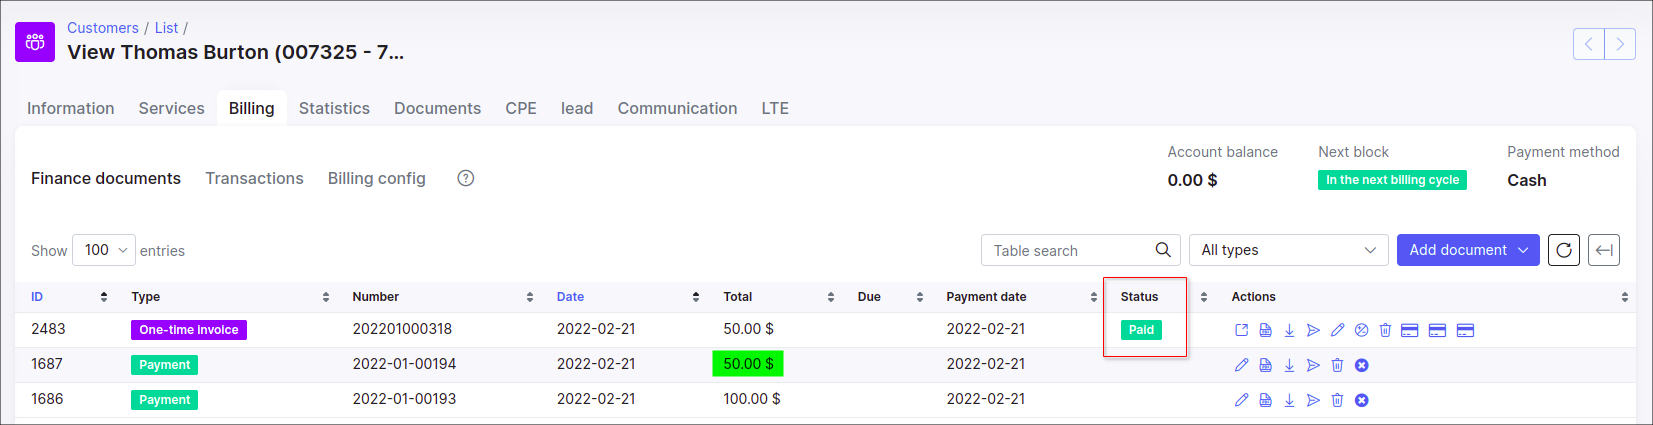 Customers / List /
View Thomas Burton (007325 - 7...
Information Services Billing Statistics Documents CPE lead Communication LTE
Account balance Next block Payment method
Finance documents Transactions Billing config ?
0.00 $ In the next billing cycle Cash
Show 100 entries Table search All types Add document
ID Type Number Date Total Due Payment date Status Actions
2483 One-time invoice 202201000318 2022-02-21 50.00 $ 2022-02-21 Paid
1687 Payment 2022-01-00194 2022-02-21 50.00 $ 2022-02-21
1686 Payment 2022-01-00193 2022-02-21 100.00 $ 2022-02-21